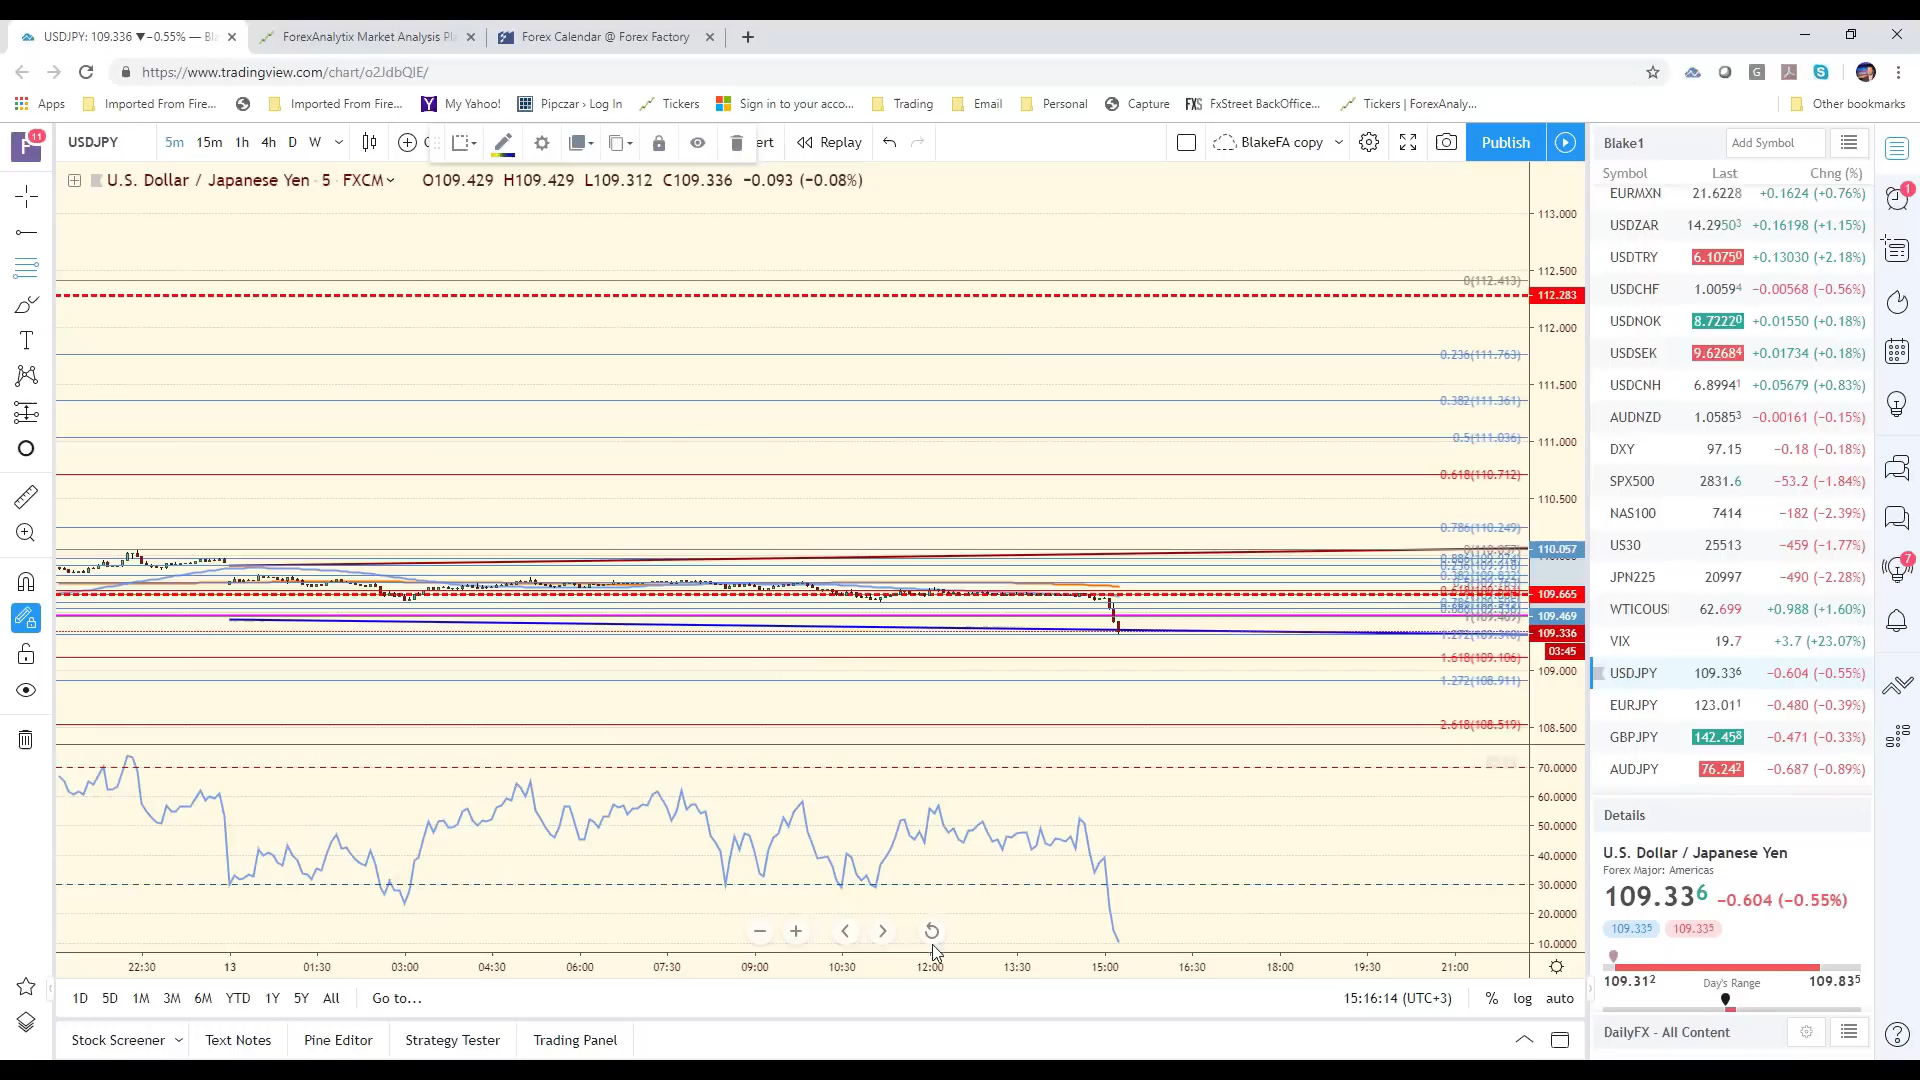 USDJPY: 109.336 ▼−0.55% — Bla
ForexAnalytix Market Analysis Pl
Forex Calendar @ Forex Factory
https://www.tradingview.com/chart/o2JdbQIE/
Apps
Imported From Fire...
Imported From Fire...
My Yahoo!
Pipczar › Log In
Tickers
Sign in to your acco...
Trading
Email
Personal
Capture
FXS
FxStreet BackOffice...
Tickers | ForexAnaly...
Other bookmarks
11
USDJPY
5m
15m
1h
4h
D
W
ert
Replay
BlakeFA copy
Publish
U.S. Dollar / Japanese Yen · 5 · FXCM
O109.429 H109.429 L109.312 C109.336 −0.093 (−0.08%)
113.000
112.500
0(112.413)
112.283
112.000
0.236(111.763)
111.500
0.382(111.361)
0.5(111.036)
111.000
0.618(110.712)
110.500
0.786(110.249)
110.057
109.665
109.469
109.336
03:45
1.618(109.106)
109.000
1.272(108.911)
2.618(108.519)
108.500
70.0000
60.0000
50.0000
40.0000
30.0000
20.0000
10.0000
22:30
13
01:30
03:00
04:30
06:00
07:30
09:00
10:30
12:00
13:30
15:00
16:30
18:00
19:30
21:00
1D
5D
1M
3M
6M
YTD
1Y
5Y
All
Go to...
15:16:14 (UTC+3)
%
log
auto
Stock Screener
Text Notes
Pine Editor
Strategy Tester
Trading Panel
Blake1
Add Symbol
Symbol Last Chng (%)
EURMXN 21.6228 +0.1624 (+0.76%)
USDZAR 14.29503 +0.16198 (+1.15%)
USDTRY 6.10750 +0.13030 (+2.18%)
USDCHF 1.00594 −0.00568 (−0.56%)
USDNOK 8.72220 +0.01550 (+0.18%)
USDSEK 9.62684 +0.01734 (+0.18%)
USDCNH 6.89941 +0.05679 (+0.83%)
AUDNZD 1.05853 −0.00161 (−0.15%)
DXY 97.15 −0.18 (−0.18%)
SPX500 2831.6 −53.2 (−1.84%)
NAS100 7414 −182 (−2.39%)
US30 25513 −459 (−1.77%)
JPN225 20997 −490 (−2.28%)
WTICOUSI 62.699 +0.988 (+1.60%)
VIX 19.7 +3.7 (+23.07%)
USDJPY 109.336 −0.604 (−0.55%)
EURJPY 123.011 −0.480 (−0.39%)
GBPJPY 142.458 −0.471 (−0.33%)
AUDJPY 76.242 −0.687 (−0.89%)
Details
U.S. Dollar / Japanese Yen
Forex Major: Americas
109.336 −0.604 (−0.55%)
109.335
109.335
109.312 Day's Range 109.835
DailyFX - All Content
1
7